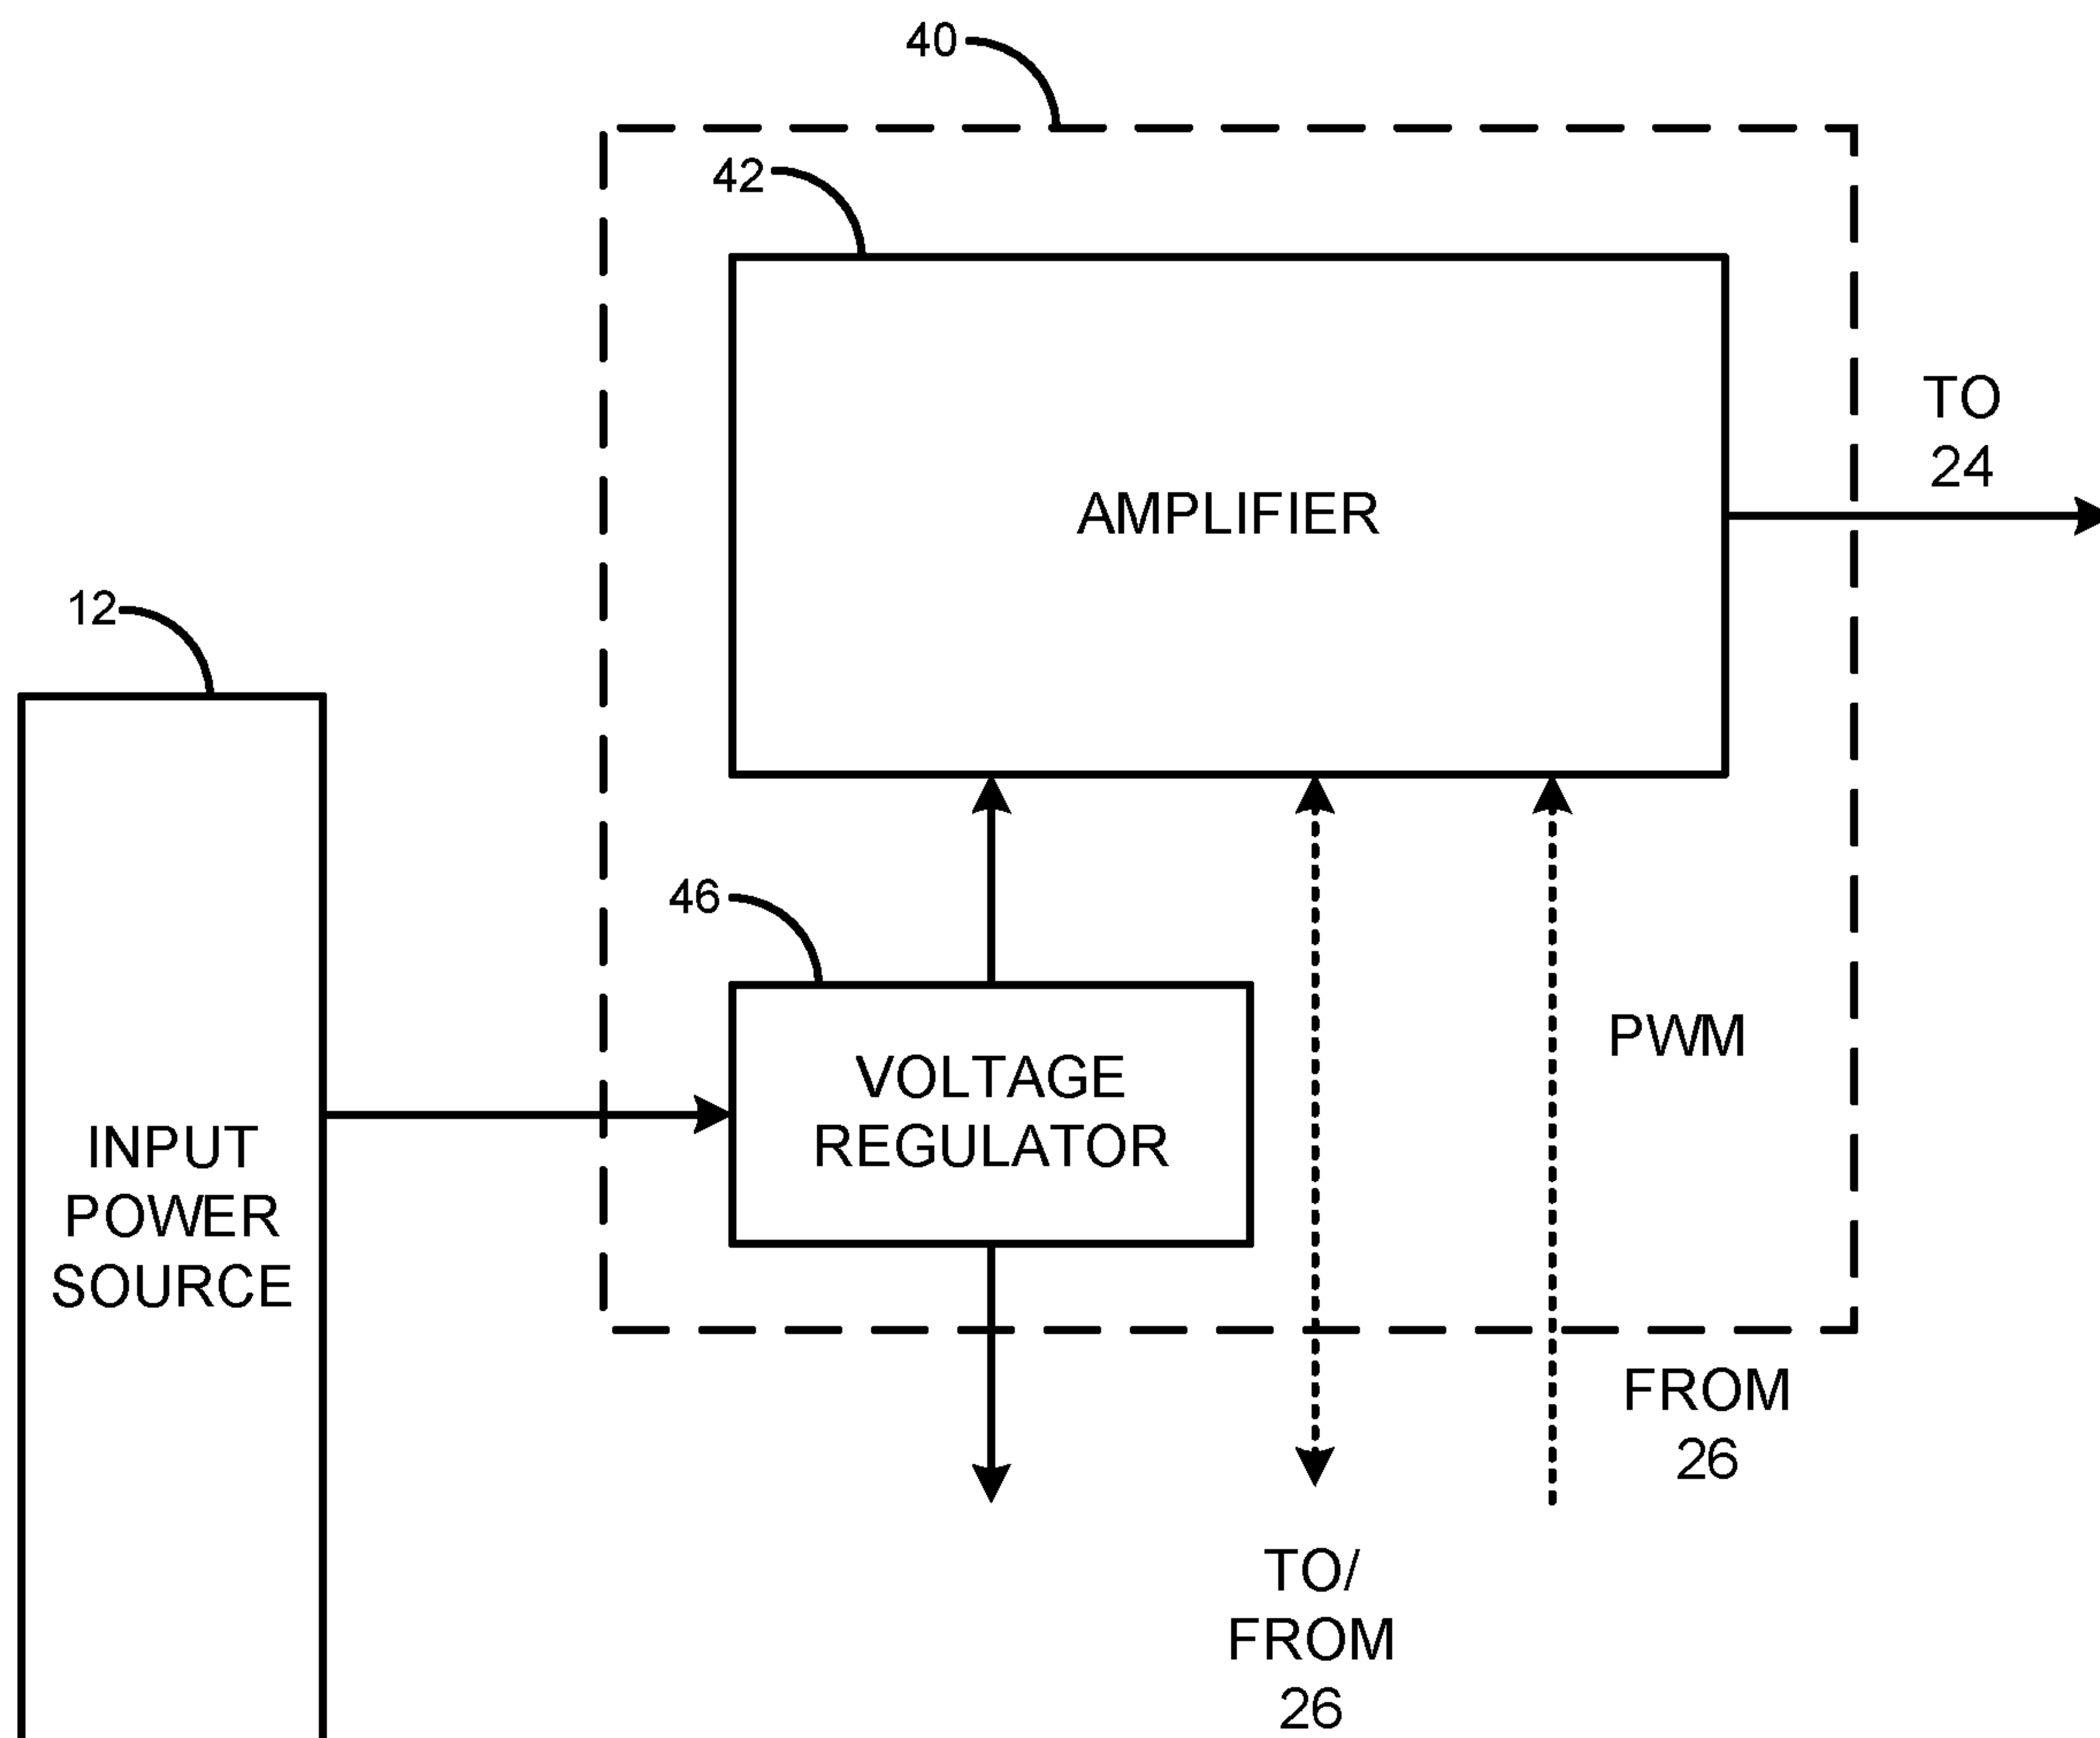 40
42
AMPLIFIER
TO
24
12
46
VOLTAGE
REGULATOR
PWM
INPUT
POWER
SOURCE
FROM
26
TO/
FROM
26